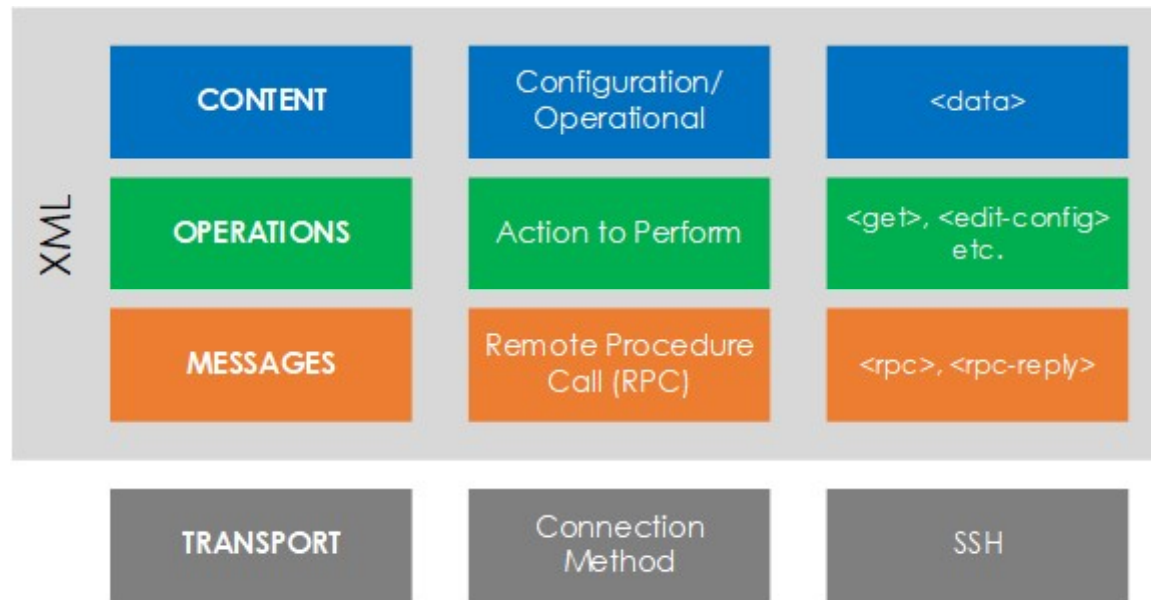 XML
CONTENT
Configuration/
Operational
<data>
OPERATIONS
Action to Perform
<get>, <edit-config>
etc.
MESSAGES
Remote Procedure
Call (RPC)
<rpc>, <rpc-reply>
TRANSPORT
Connection
Method
SSH